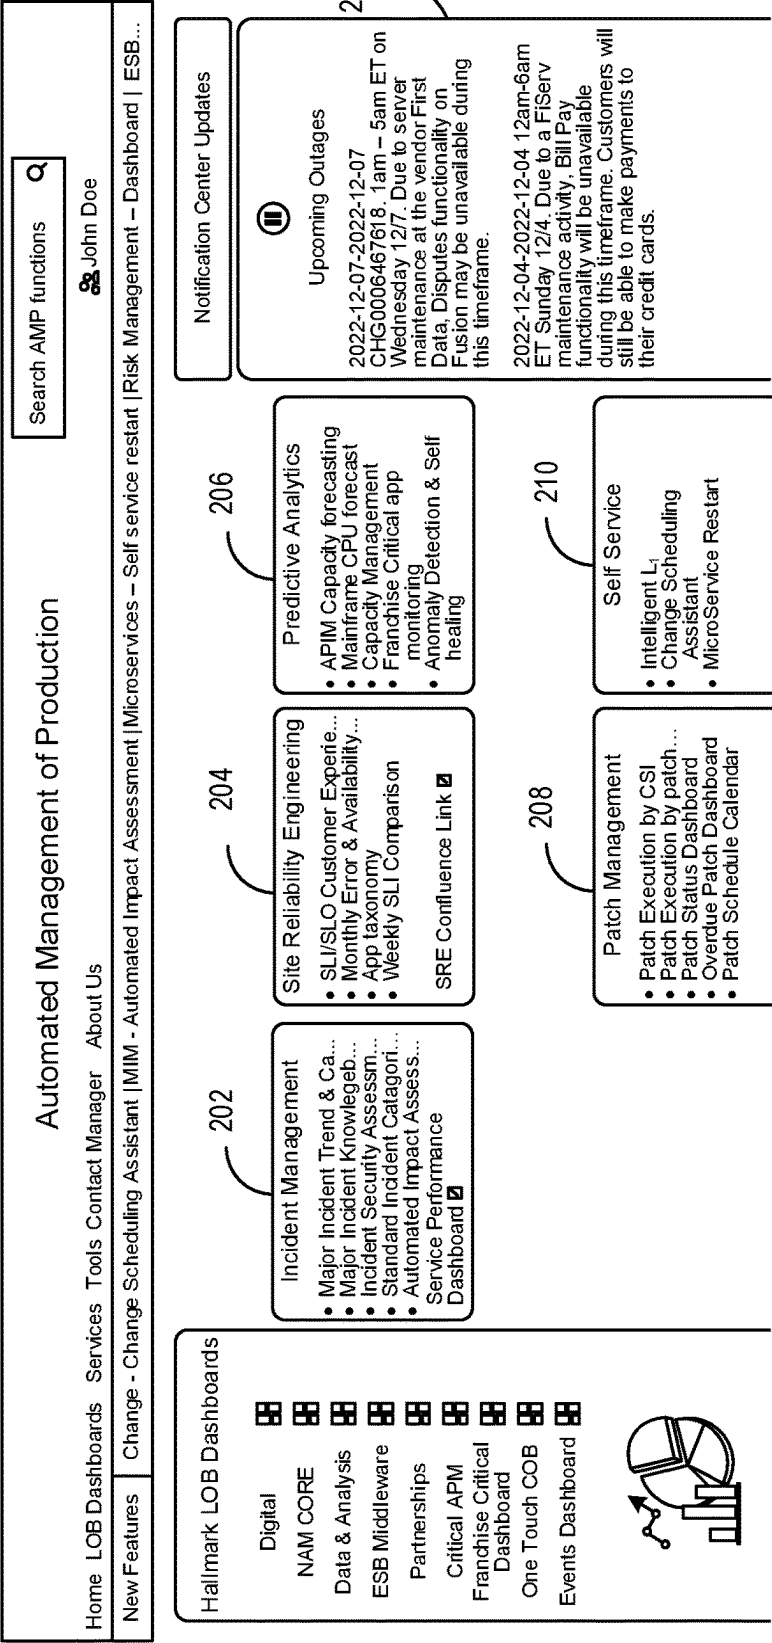 Automated Management of Production
Search AMP functions
John Doe
Home LOB Dashboards Services Tools Contact Manager About Us
New Features | Change - Change Scheduling Assistant | MIM - Automated Impact Assessment | Microservices – Self service restart | Risk Management – Dashboard | ESB...
Hallmark LOB Dashboards
Digital
NAM CORE
Data & Analysis
ESB Middleware
Partnerships
Critical APM
Franchise Critical
Dashboard
One Touch COB
Events Dashboard
202
Incident Management
• Major Incident Trend & Ca...
• Major Incident Knowlegeb...
• Incident Security Assessm...
• Standard Incident Catagori...
• Automated Impact Assess...
Service Performance
Dashboard
204
Site Reliability Engineering
• SLI/SLO Customer Experie...
• Monthly Error & Availability...
• App taxonomy
• Weekly SLI Comparison
SRE Confluence Link
206
Predictive Analytics
• APIM Capacity forecasting
• Mainframe CPU forecast
• Capacity Management
• Franchise Critical app
monitoring
• Anomaly Detection & Self
healing
208
Patch Management
• Patch Execution by CSI
• Patch Execution by patch...
• Patch Status Dashboard
• Overdue Patch Dashboard
• Patch Schedule Calendar
210
Self Service
• Intelligent L1
• Change Scheduling
Assistant
• MicroService Restart
Notification Center Updates
Upcoming Outages
2022-12-07-2022-12-07
CHG0006467618. 1am – 5am ET on
Wednesday 12/7. Due to server
maintenance at the vendor First
Data, Disputes functionality on
Fusion may be unavailable during
this timeframe.
2022-12-04-2022-12-04 12am-6am
ET Sunday 12/4. Due to a FiServ
maintenance activity, Bill Pay
functionality will be unavailable
during this timeframe. Customers will
still be able to make payments to
their credit cards.